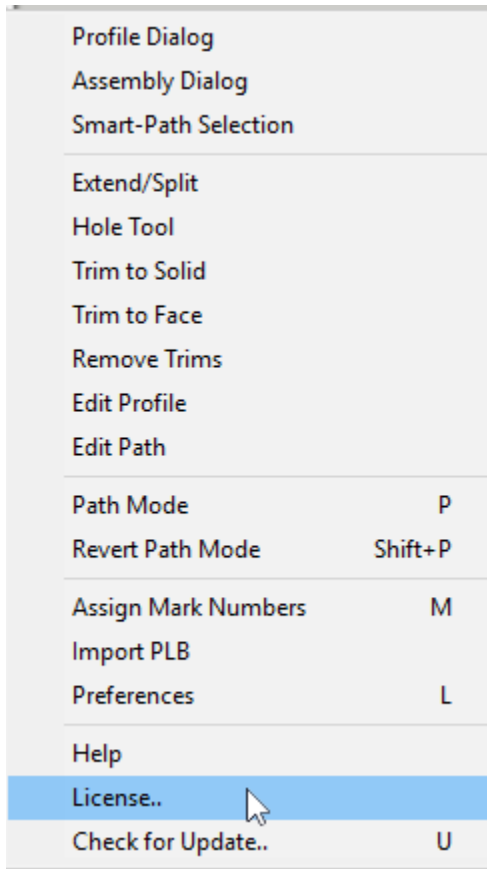 Profile Dialog
Assembly Dialog
Smart-Path Selection
Extend/Split
Hole Tool
Trim to Solid
Trim to Face
Remove Trims
Edit Profile
Edit Path
Path Mode P
Revert Path Mode Shift+P
Assign Mark Numbers M
Import PLB
Preferences L
Help
License..
Check for Update.. U